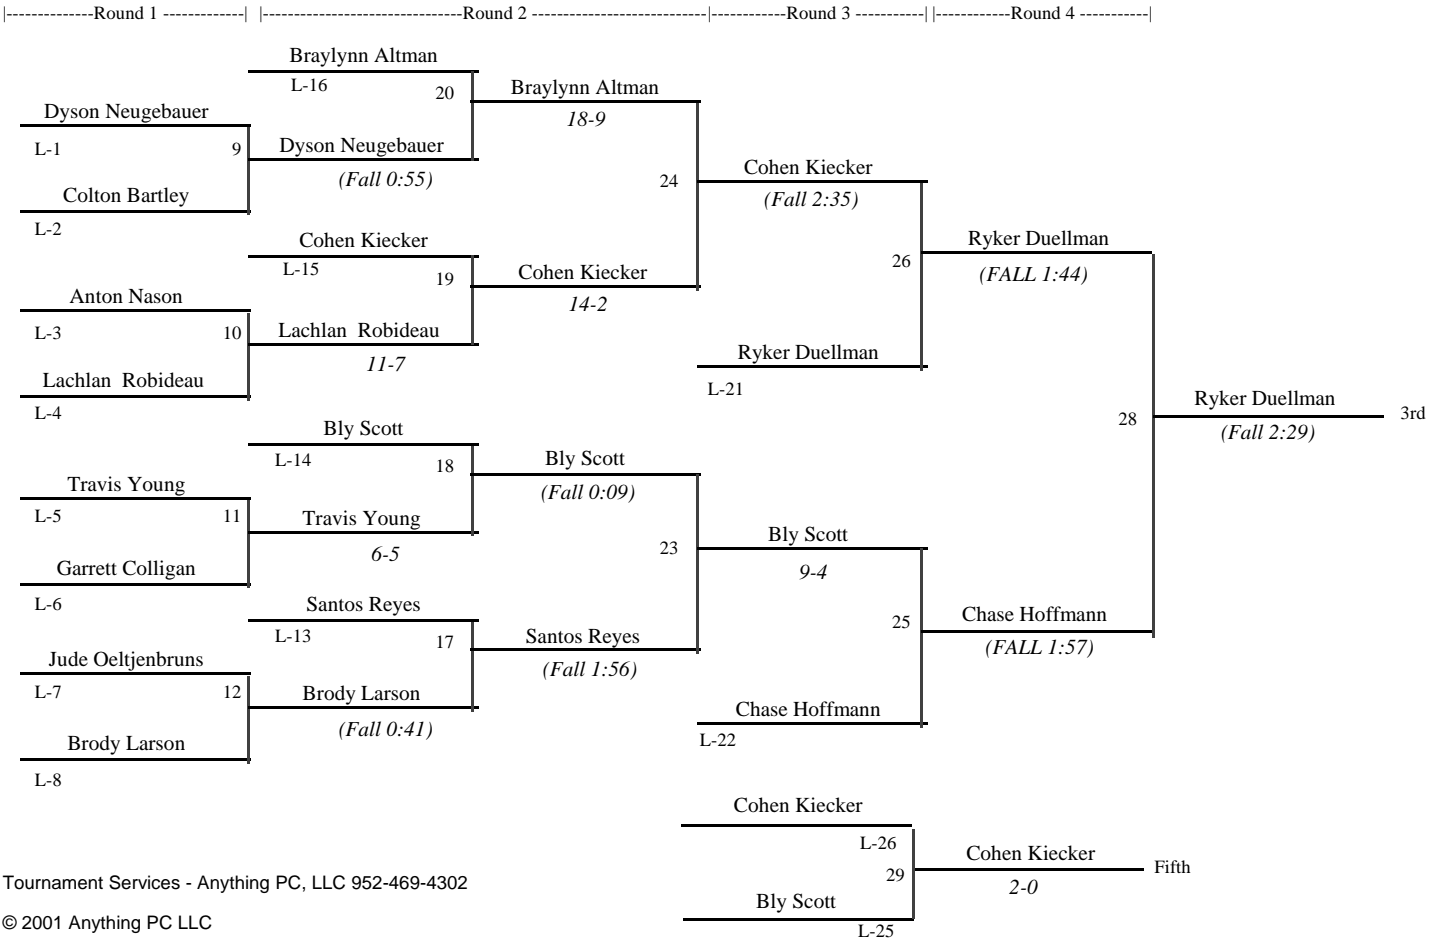 |--------------Round 1 -------------| |--------------------------------Round 2 ----------------------------|------------Round 3 -----------| |------------Round 4 -----------|
Braylynn Altman
L-16
20
Braylynn Altman
18-9
Dyson Neugebauer
L-1
9
Dyson Neugebauer
(Fall 0:55)
Colton Bartley
L-2
24
Cohen Kiecker
(Fall 2:35)
Cohen Kiecker
L-15
19
Cohen Kiecker
14-2
26
Ryker Duellman
(FALL 1:44)
Anton Nason
L-3
10
Lachlan  Robideau
11-7
Lachlan  Robideau
L-4
Ryker Duellman
L-21
Ryker Duellman
3rd
28
(Fall 2:29)
Bly Scott
L-14
18
Bly Scott
(Fall 0:09)
Travis Young
L-5
11
Travis Young
6-5
Garrett Colligan
L-6
23
Bly Scott
9-4
Santos Reyes
L-13
17
Santos Reyes
(Fall 1:56)
25
Chase Hoffmann
(FALL 1:57)
Jude Oeltjenbruns
L-7
12
Brody Larson
(Fall 0:41)
Brody Larson
L-8
Chase Hoffmann
L-22
Cohen Kiecker
L-26
29
Cohen Kiecker
Fifth
2-0
Bly Scott
L-25
Tournament Services - Anything PC, LLC 952-469-4302
© 2001 Anything PC LLC